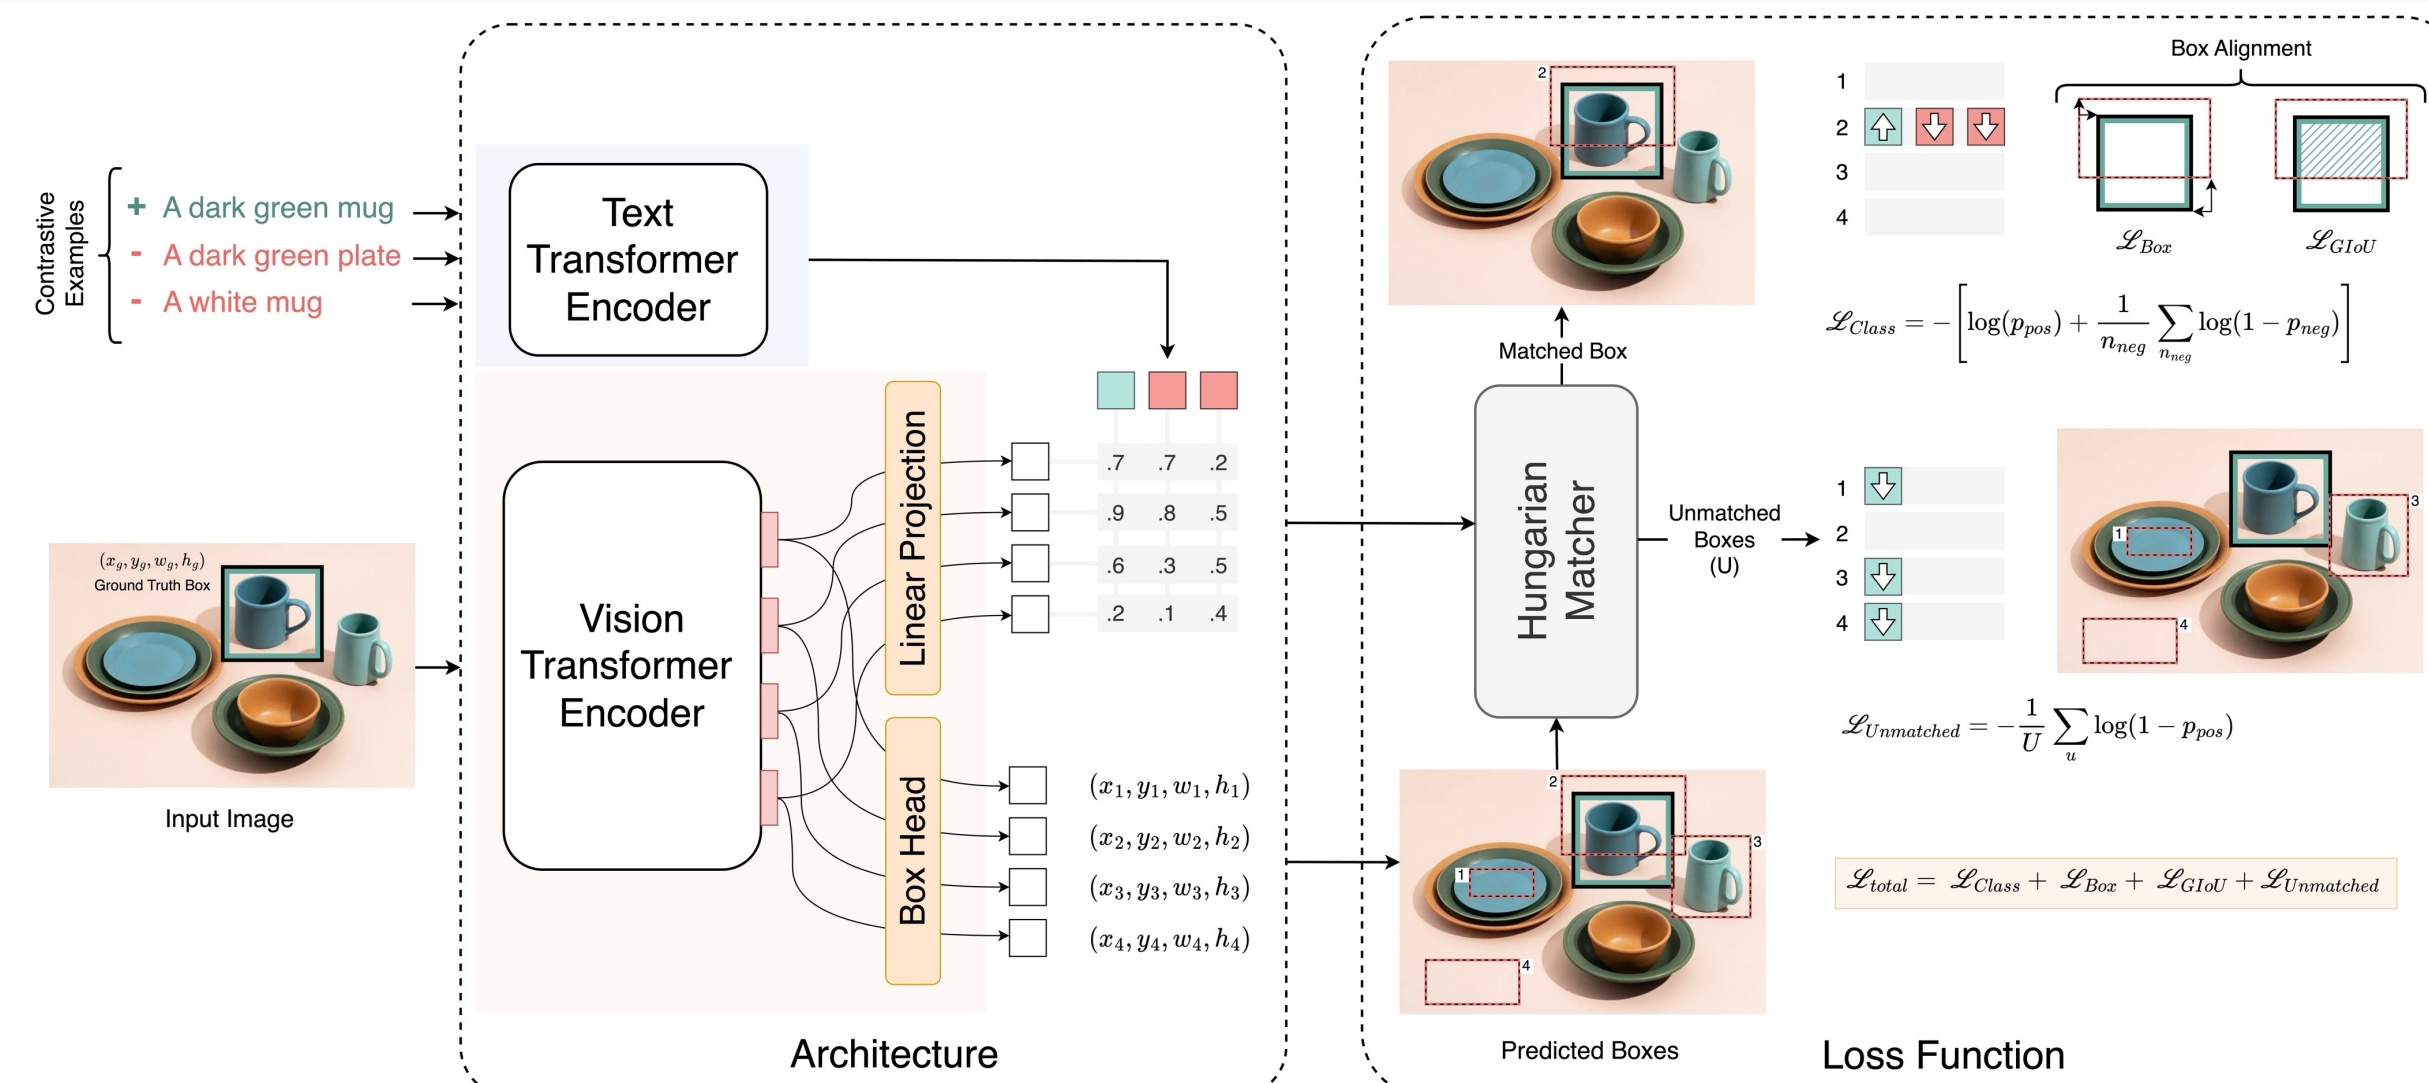 Contrastive
Examples
+ A dark green mug
- A dark green plate
- A white mug
(x_g, y_g, w_g, h_g)
Ground Truth Box
Input Image
Text
Transformer
Encoder
Vision
Transformer
Encoder
Linear Projection
Box Head
.7 .7 .2
.9 .8 .5
.6 .3 .5
.2 .1 .4
(x_1, y_1, w_1, h_1)
(x_2, y_2, w_2, h_2)
(x_3, y_3, w_3, h_3)
(x_4, y_4, w_4, h_4)
Architecture
2
Matched Box
Hungarian
Matcher
Unmatched
Boxes
(U)
2
1
3
4
Predicted Boxes
1
2
3
4
Box Alignment
ℒ_Box
ℒ_GIoU
ℒ_Class = − [ log(p_pos) + 1/n_neg ∑_{n_neg} log(1 − p_neg) ]
1
2
3
4
1
3
4
ℒ_Unmatched = − 1/U ∑_u log(1 − p_pos)
ℒ_total = ℒ_Class + ℒ_Box + ℒ_GIoU + ℒ_Unmatched
Loss Function